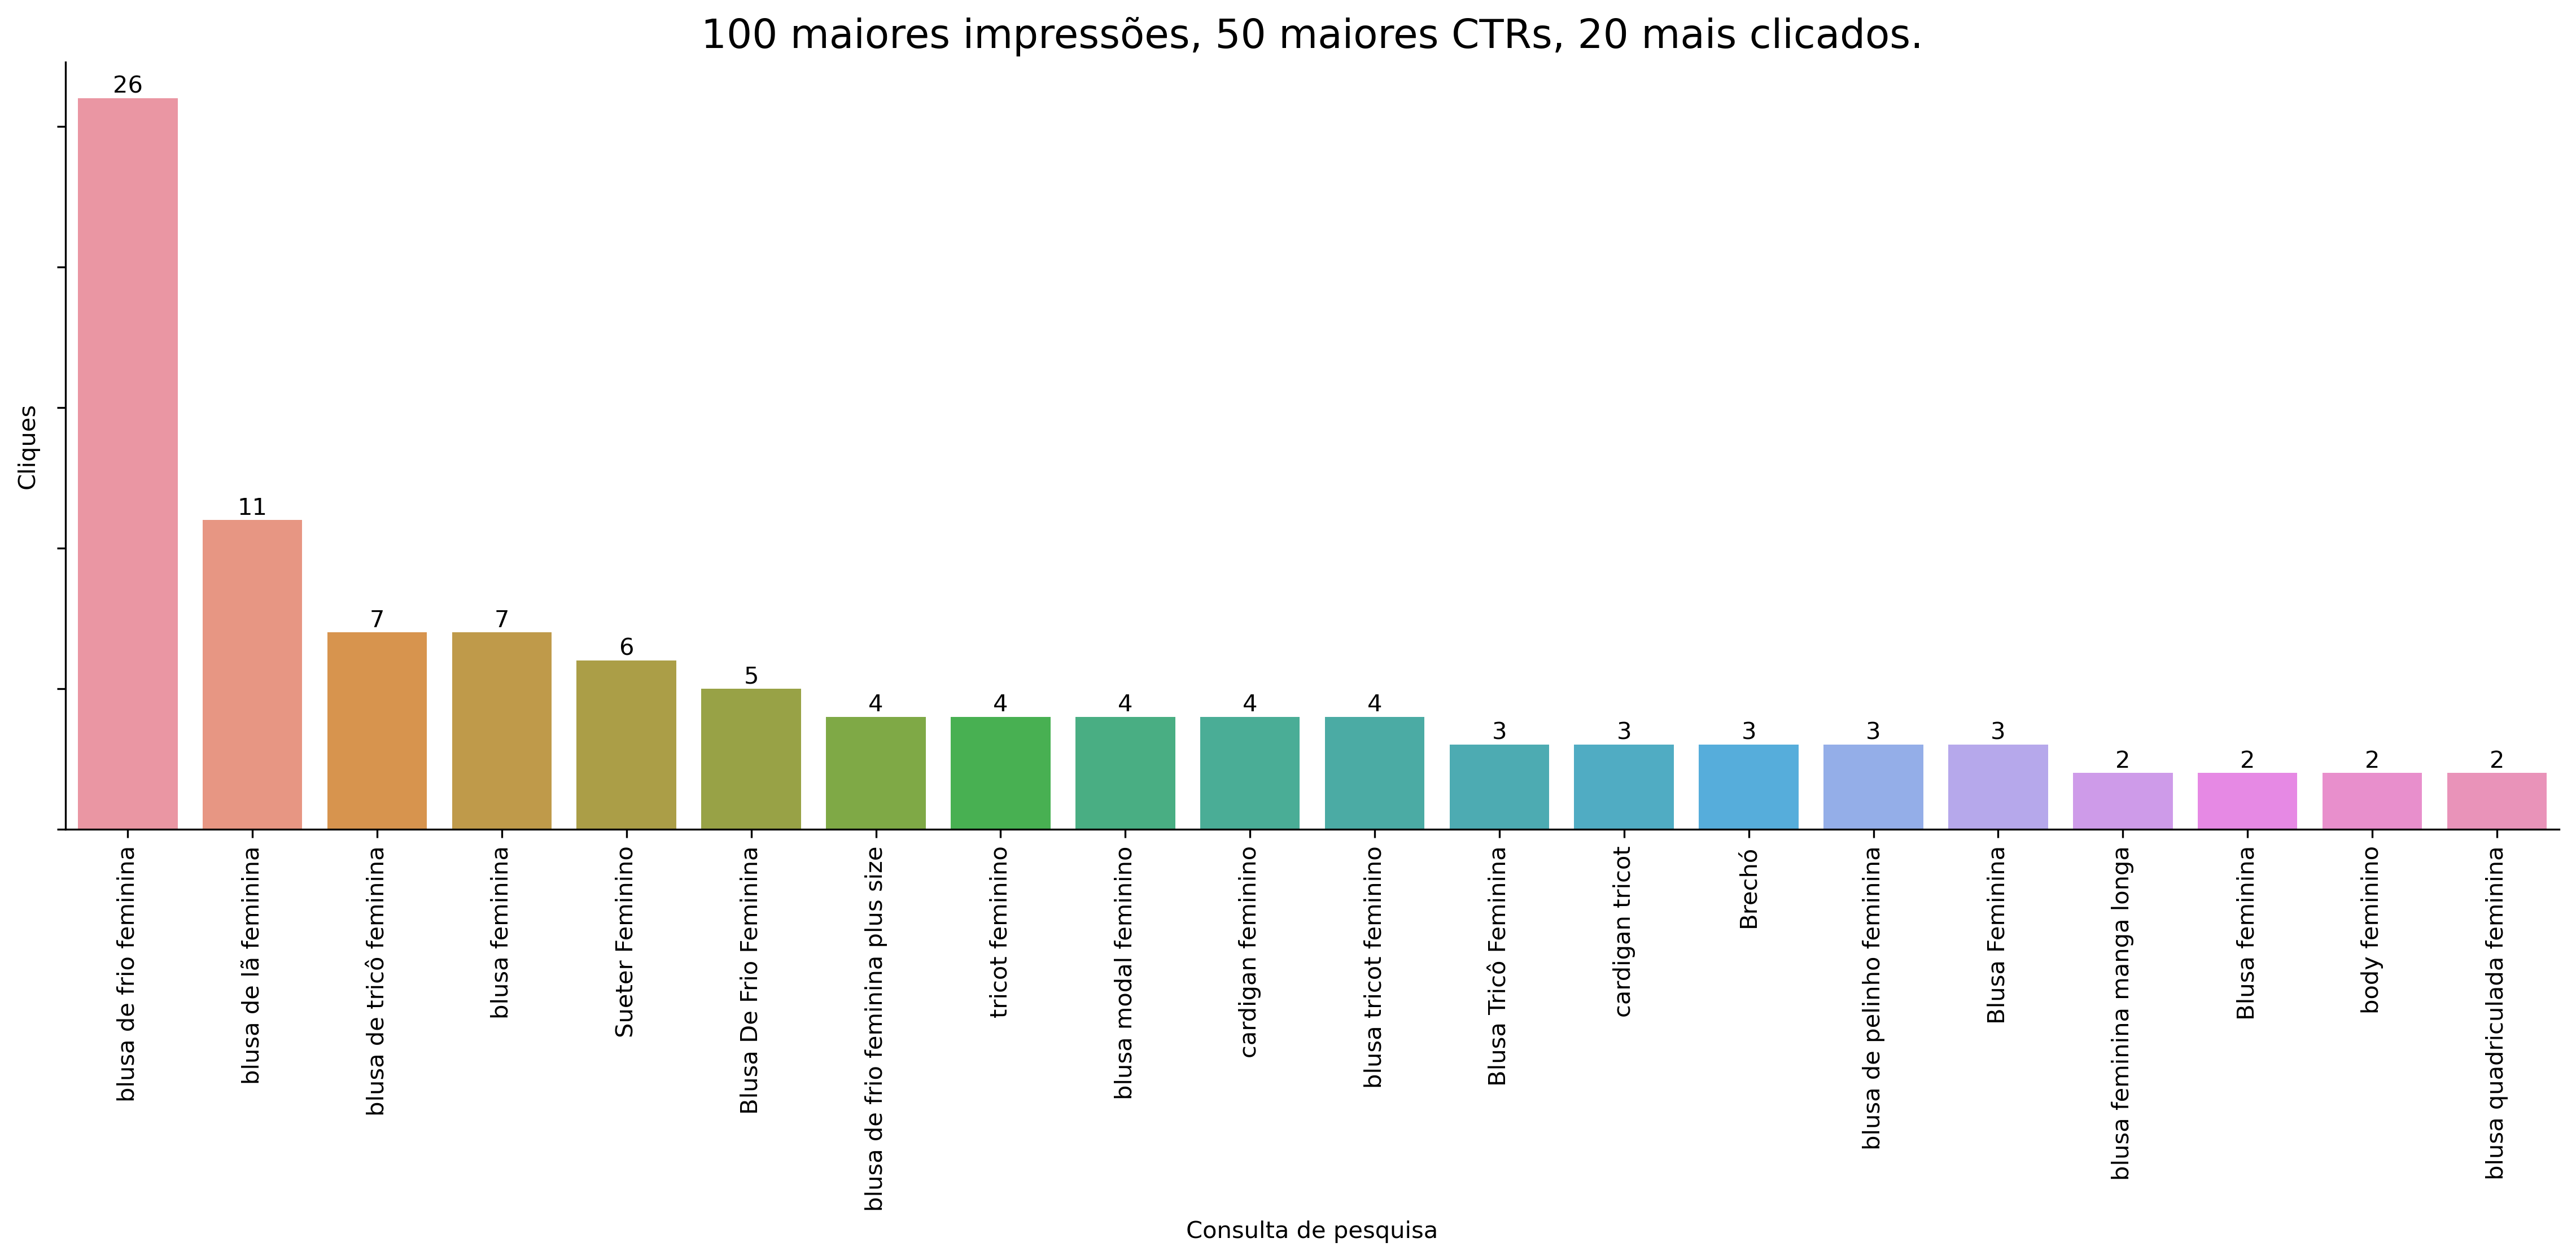 100 maiores impressões, 50 maiores CTRs, 20 mais clicados.
Cliques
26
11
7
7
6
5
4
4
4
4
4
3
3
3
3
3
2
2
2
2
blusa de frio feminina
blusa de lã feminina
blusa de tricô feminina
blusa feminina
Sueter Feminino
Blusa De Frio Feminina
blusa de frio feminina plus size
tricot feminino
blusa modal feminino
cardigan feminino
blusa tricot feminino
Blusa Tricô Feminina
cardigan tricot
Brechó
blusa de pelinho feminina
Blusa Feminina
blusa feminina manga longa
Blusa feminina
body feminino
blusa quadriculada feminina
Consulta de pesquisa